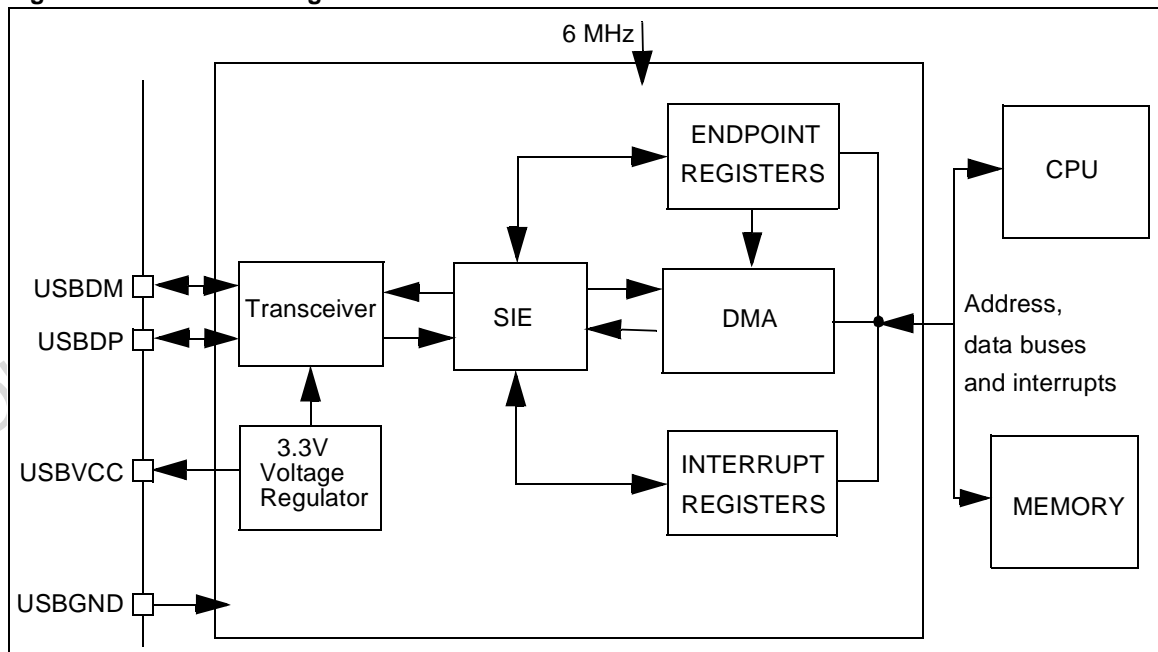 6 MHz
ENDPOINT
REGISTERS
CPU
USBDM
USBDP
Transceiver
SIE
DMA
Address,
data buses
and interrupts
USBVCC
3.3V
Voltage
Regulator
INTERRUPT
REGISTERS
MEMORY
USBGND